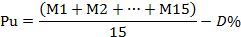 Pu = (M1 + M2 + ⋯ + M15) / 15 − D%